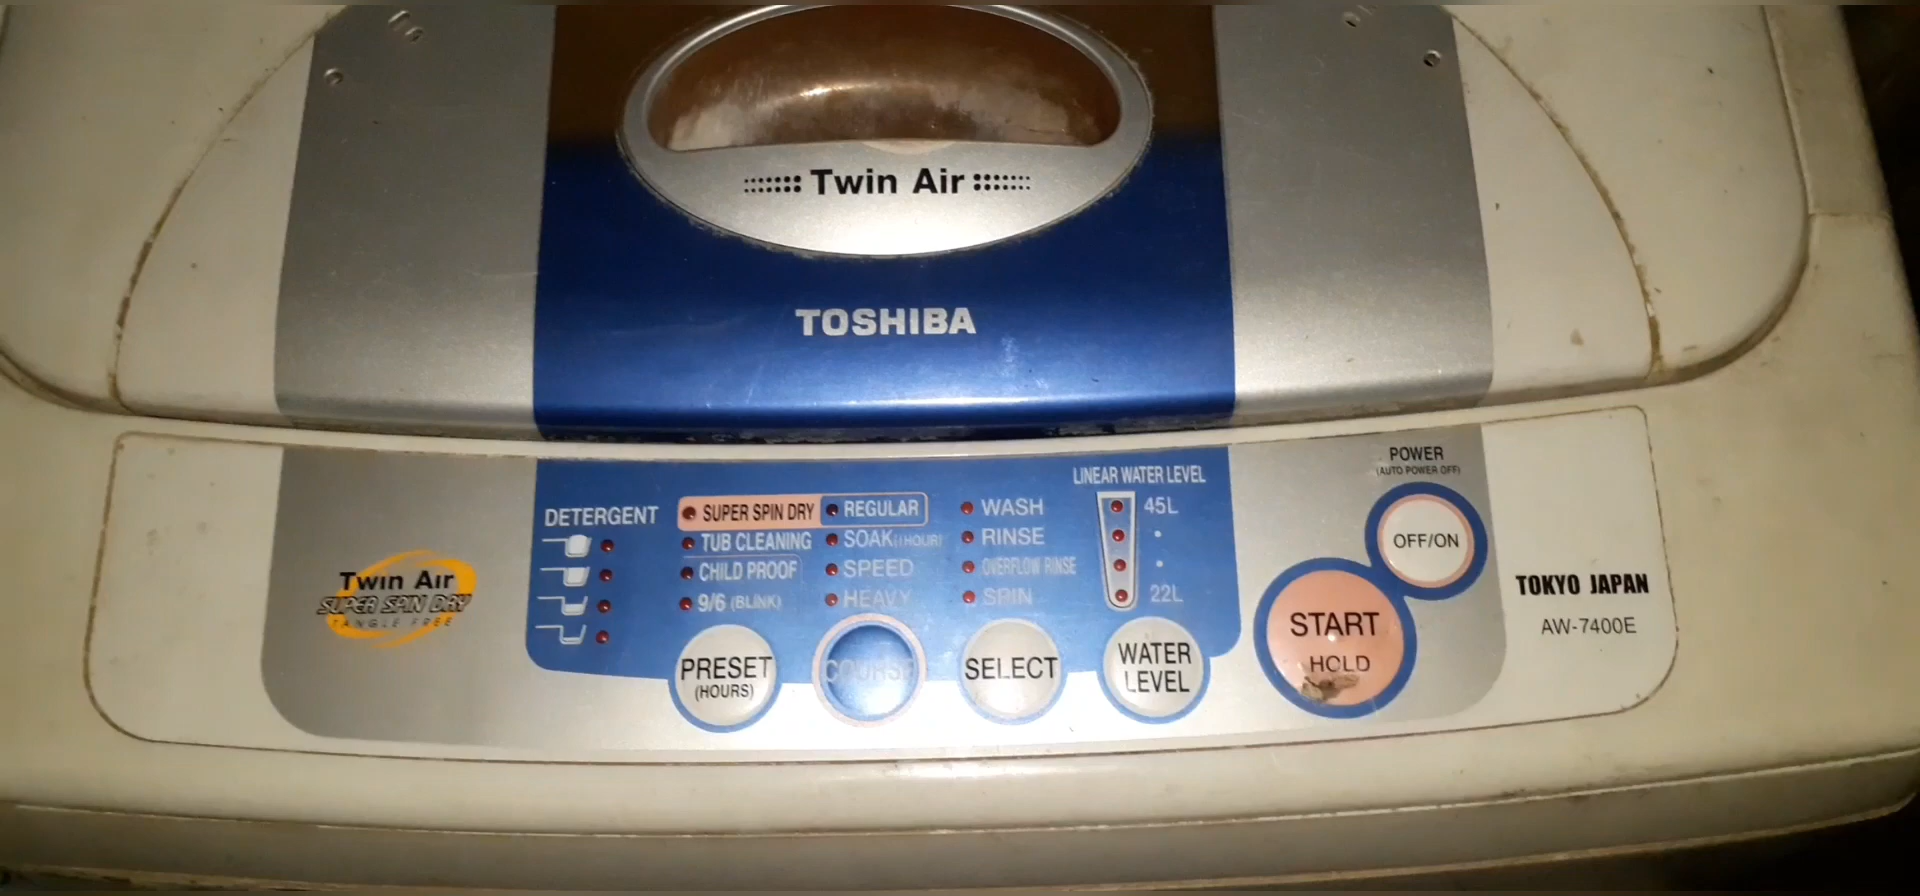 Twin Air
TOSHIBA
POWER
(AUTO POWER OFF)
OFF/ON
LINEAR WATER LEVEL
DETERGENT
SUPER SPIN DRY
REGULAR
WASH
45L
TUB CLEANING
SOAK(1HOUR)
RINSE
CHILD PROOF
SPEED
OVERFLOW RINSE
9/6 (BLINK)
HEAVY
SPIN
22L
Twin Air
SUPER SPIN DRY
TANGLE FREE
PRESET
(HOURS)
COURSE
SELECT
WATER
LEVEL
START
HOLD
TOKYO JAPAN
AW-7400E